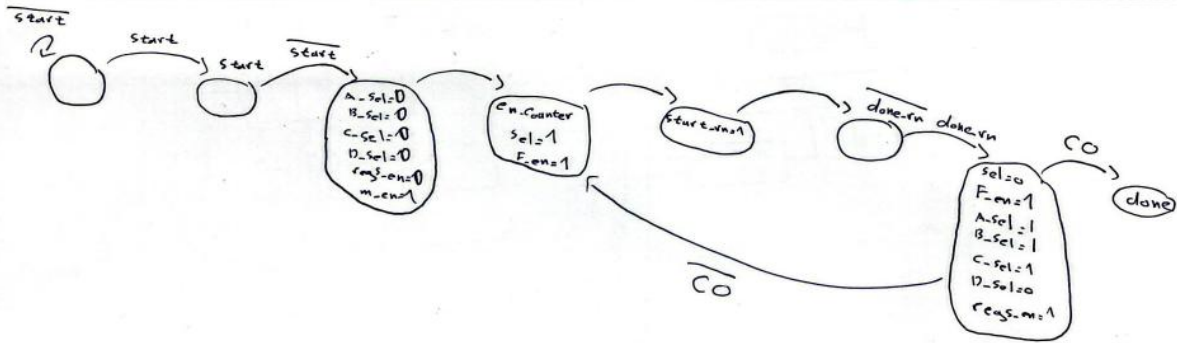 start
start
start
start
A_sel=0
B_sel=0
C_sel=0
D_sel=0
regs_en=0
m_en=1
en_counter
sel=1
F_en=1
start_rn=1
done_rn
done_rn
sel=0
F_en=1
A_sel=1
B_sel=1
C_sel=1
D_sel=0
regs_en=1
CO
done
CO